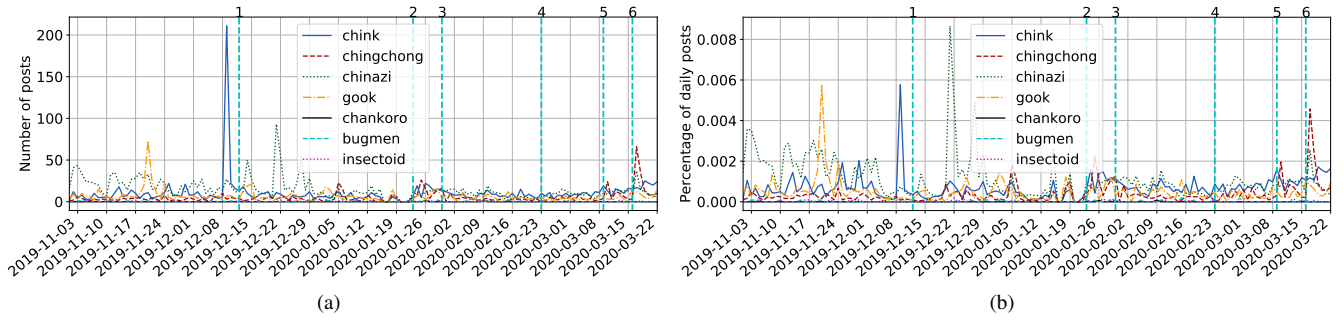 1 2 3 4 5 6
Number of posts
200
150
100
50
0
chink
chingchong
chinazi
gook
chankoro
bugmen
insectoid
2019-11-03
2019-11-10
2019-11-17
2019-11-24
2019-12-01
2019-12-08
2019-12-15
2019-12-22
2019-12-29
2020-01-05
2020-01-12
2020-01-19
2020-01-26
2020-02-02
2020-02-09
2020-02-16
2020-02-23
2020-03-01
2020-03-08
2020-03-15
2020-03-22
(a)
1 2 3 4 5 6
Percentage of daily posts
0.008
0.006
0.004
0.002
0.000
chink
chingchong
chinazi
gook
chankoro
bugmen
insectoid
2019-11-03
2019-11-10
2019-11-17
2019-11-24
2019-12-01
2019-12-08
2019-12-15
2019-12-22
2019-12-29
2020-01-05
2020-01-12
2020-01-19
2020-01-26
2020-02-02
2020-02-09
2020-02-16
2020-02-23
2020-03-01
2020-03-08
2020-03-15
2020-03-22
(b)